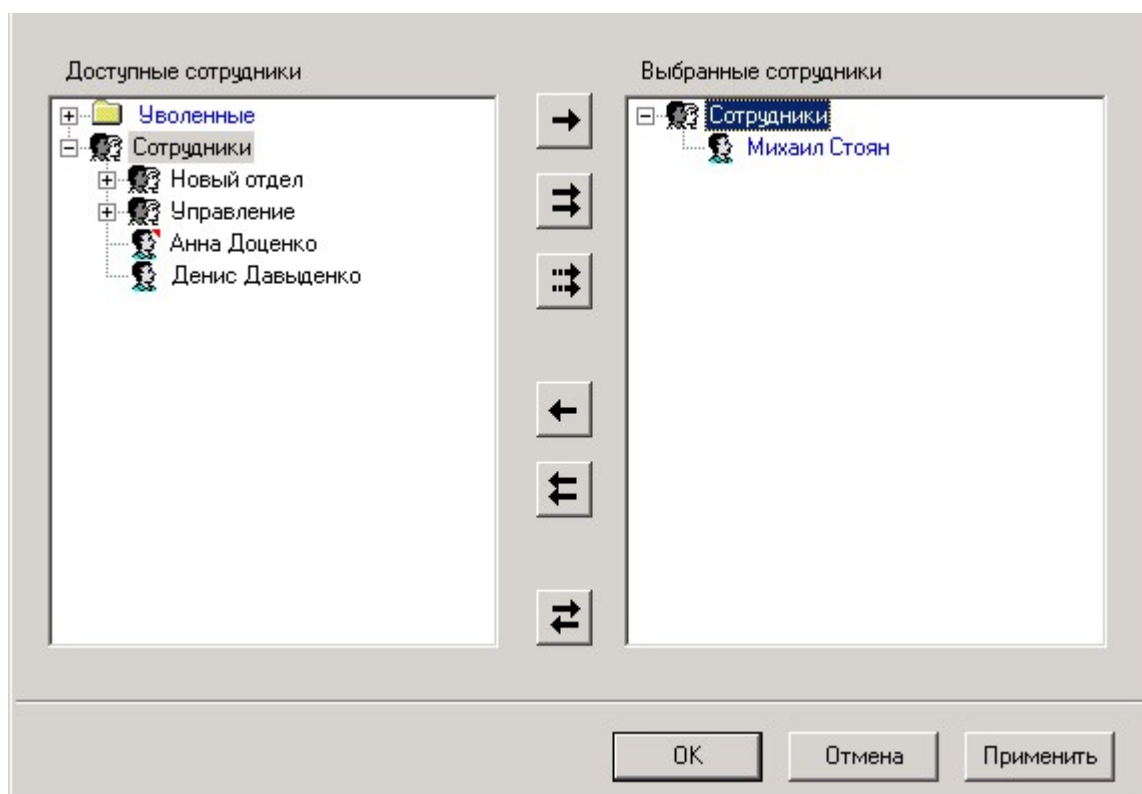 Доступные сотрудники
Уволенные
Сотрудники
Новый отдел
Управление
Анна Доценко
Денис Давыденко
Выбранные сотрудники
Сотрудники
Михаил Стоян
OK
Отмена
Применить